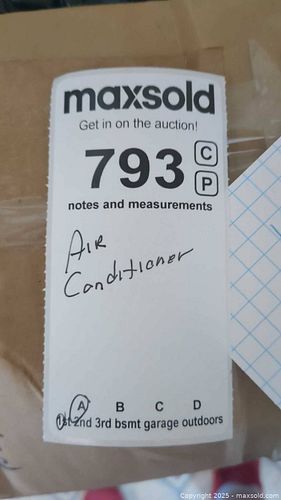 maxsold
Get in on the auction!
793 C
P
notes and measurements
Air
Conditioner
A B C D
1st 2nd 3rd bsmt garage outdoors
Copyright 2025 - maxsold.com